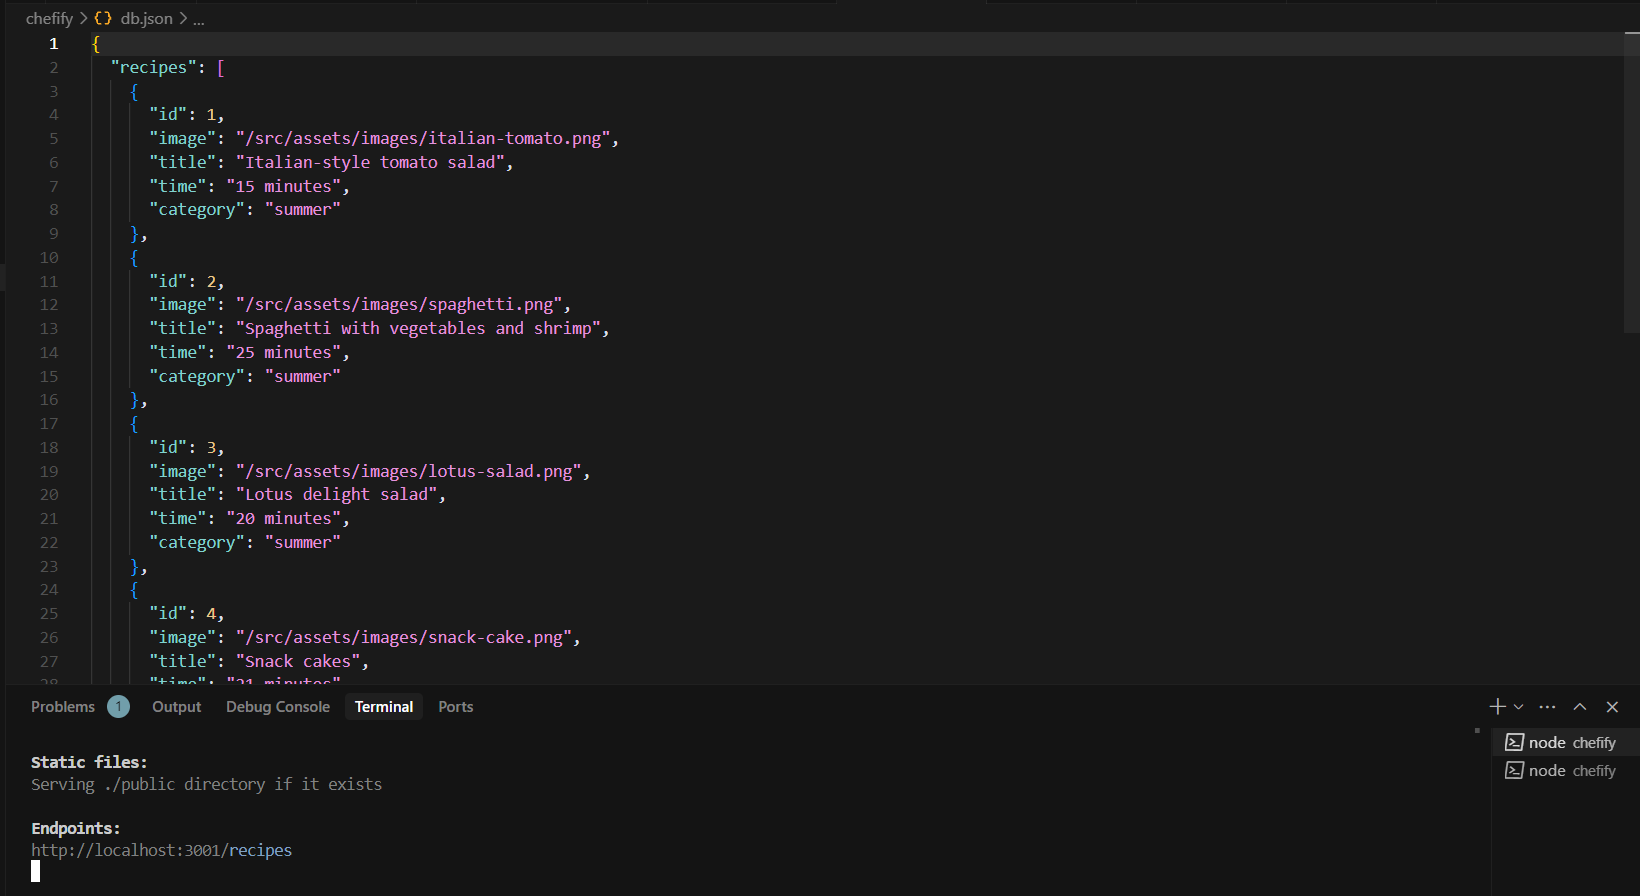 chefify > {} db.json > ...
1 {
2 "recipes": [
3 {
4 "id": 1,
5 "image": "/src/assets/images/italian-tomato.png",
6 "title": "Italian-style tomato salad",
7 "time": "15 minutes",
8 "category": "summer"
9 },
10 {
11 "id": 2,
12 "image": "/src/assets/images/spaghetti.png",
13 "title": "Spaghetti with vegetables and shrimp",
14 "time": "25 minutes",
15 "category": "summer"
16 },
17 {
18 "id": 3,
19 "image": "/src/assets/images/lotus-salad.png",
20 "title": "Lotus delight salad",
21 "time": "20 minutes",
22 "category": "summer"
23 },
24 {
25 "id": 4,
26 "image": "/src/assets/images/snack-cake.png",
27 "title": "Snack cakes",
28 "time": "21 minutes"
Problems 1 Output Debug Console Terminal Ports
Static files:
Serving ./public directory if it exists
Endpoints:
http://localhost:3001/recipes
node chefify
node chefify